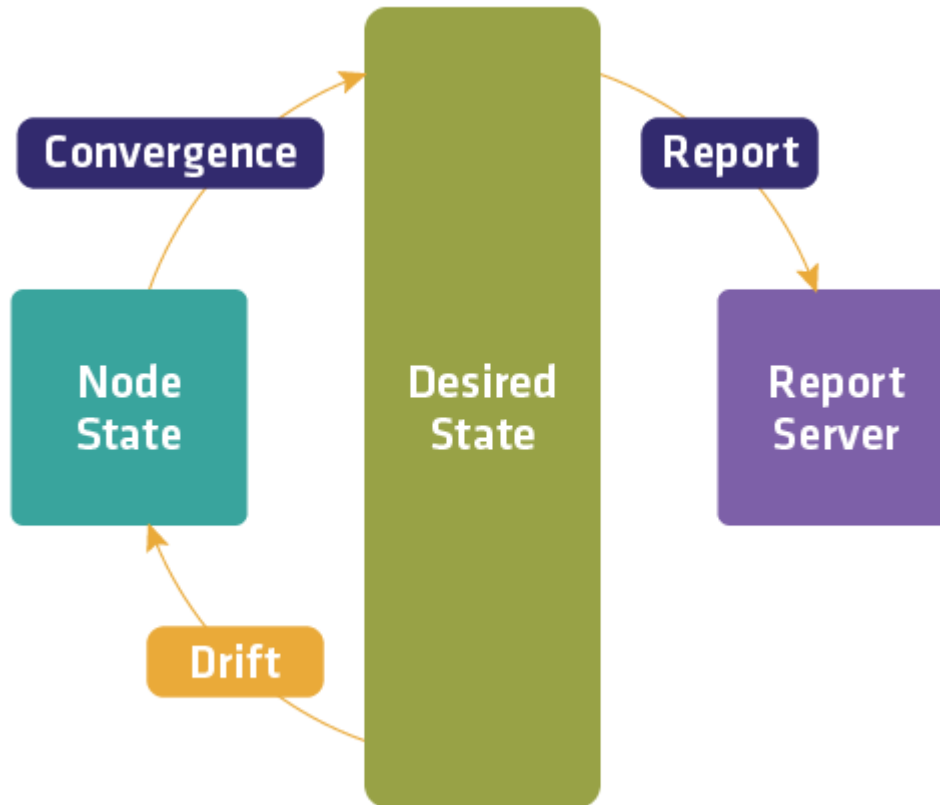 Convergence
Report
Node
State
Desired
State
Report
Server
Drift